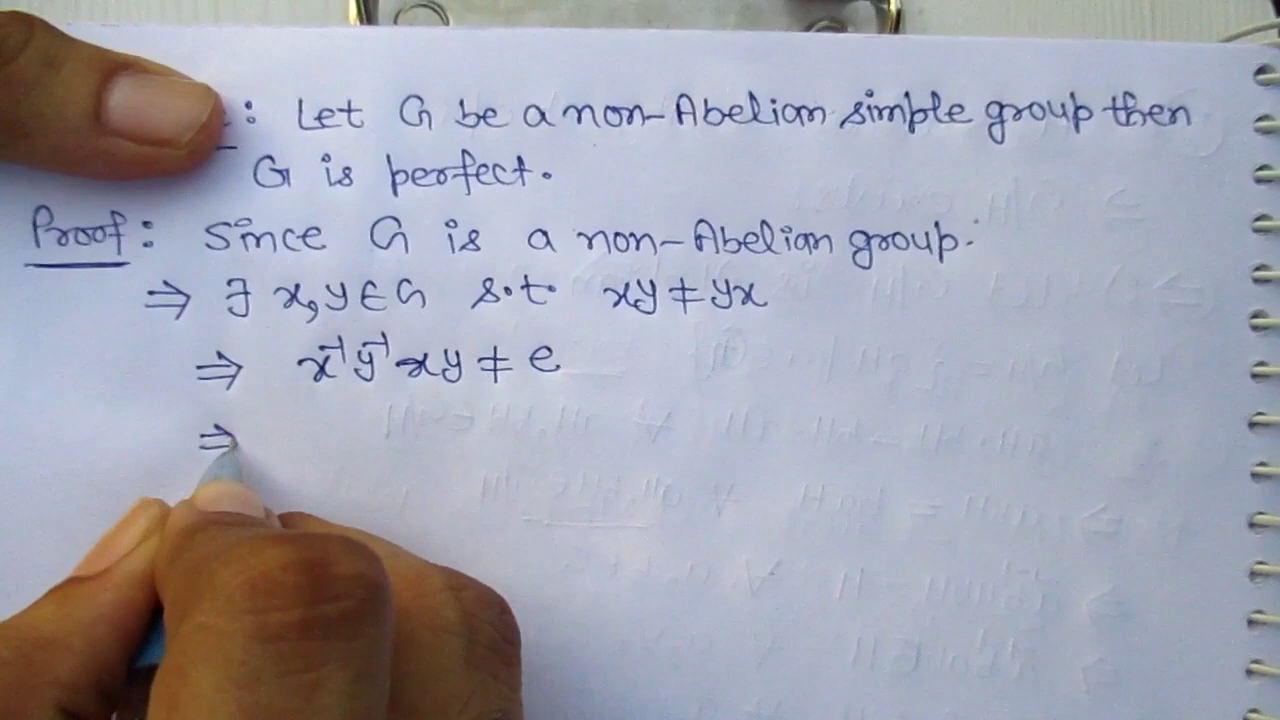 : Let G be a non-Abelian simple group then
G is perfect.
Proof: Since G is a non-Abelian group.
⇒ ∃ x,y∈G s.t. xy≠yx
⇒ x⁻¹y⁻¹xy≠e
⇒